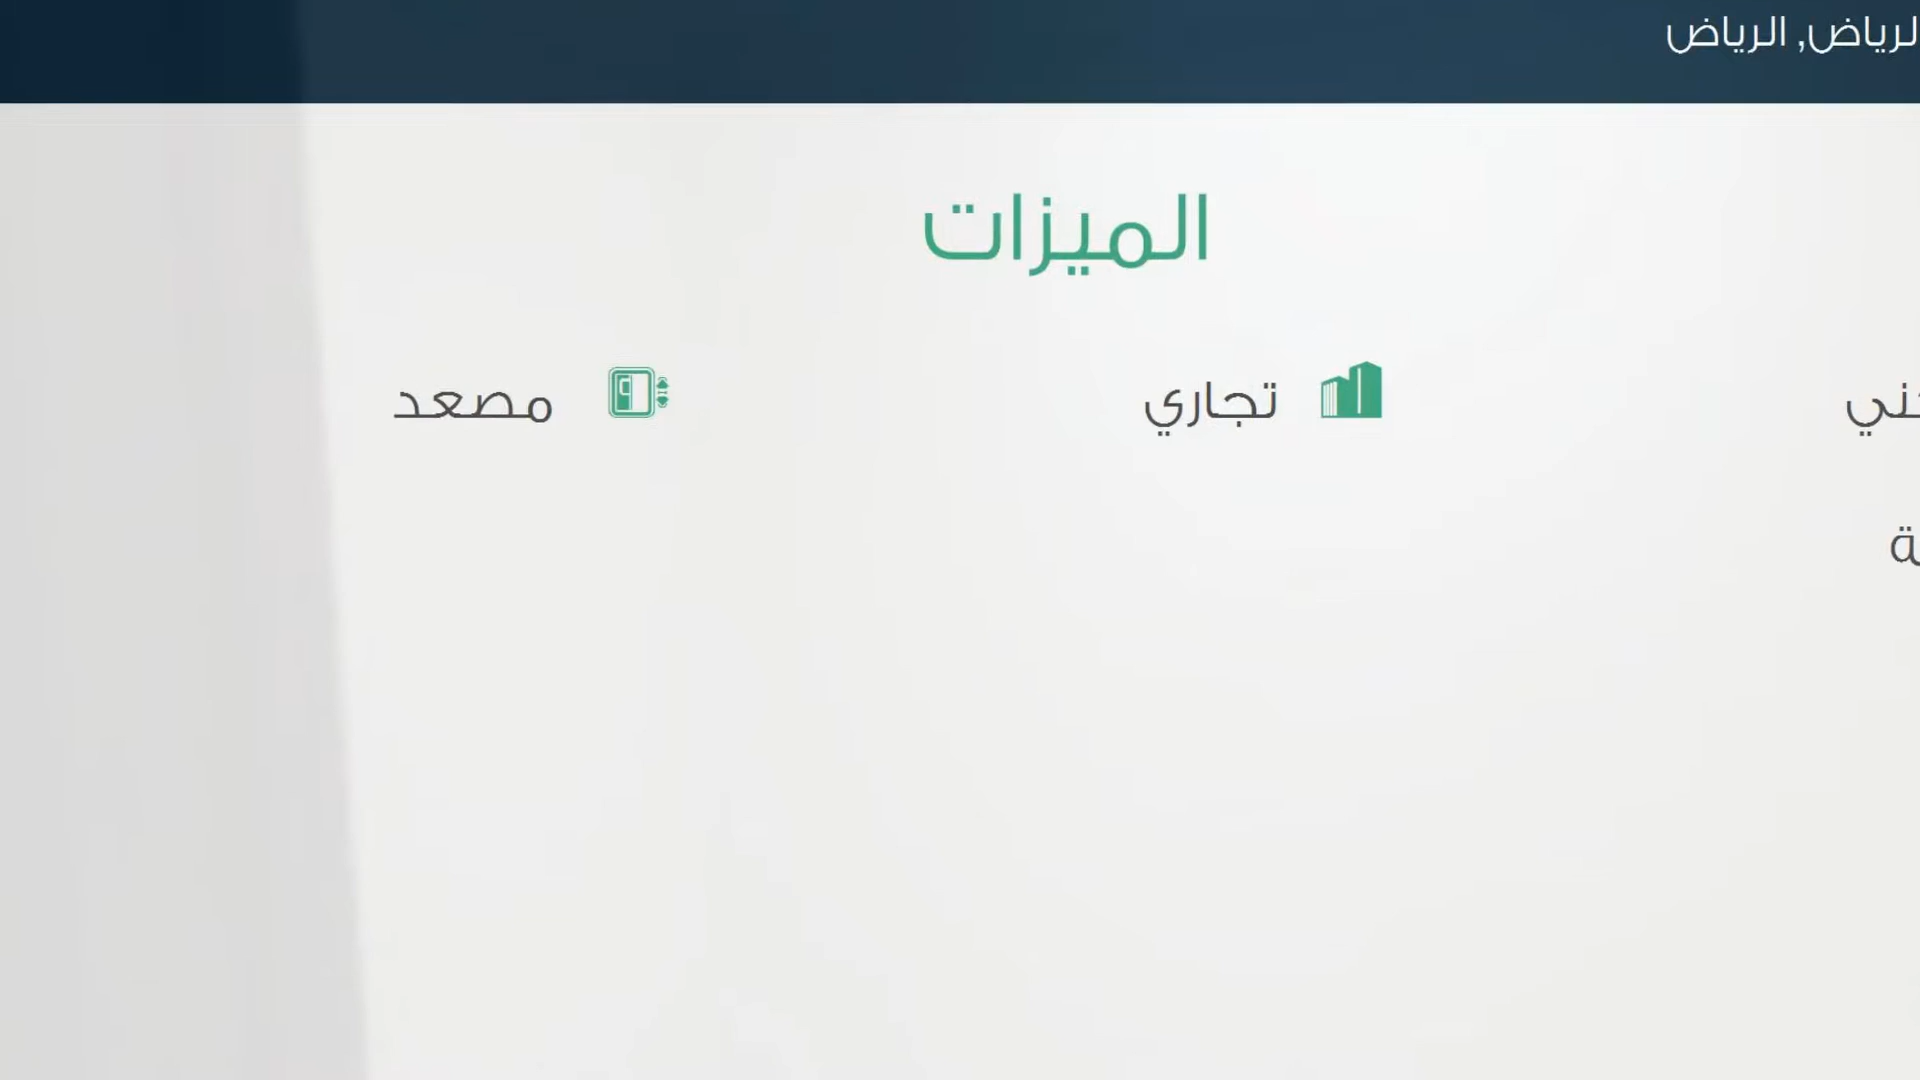 الرياض, الرياض
الميزات
تجاري
مصعد